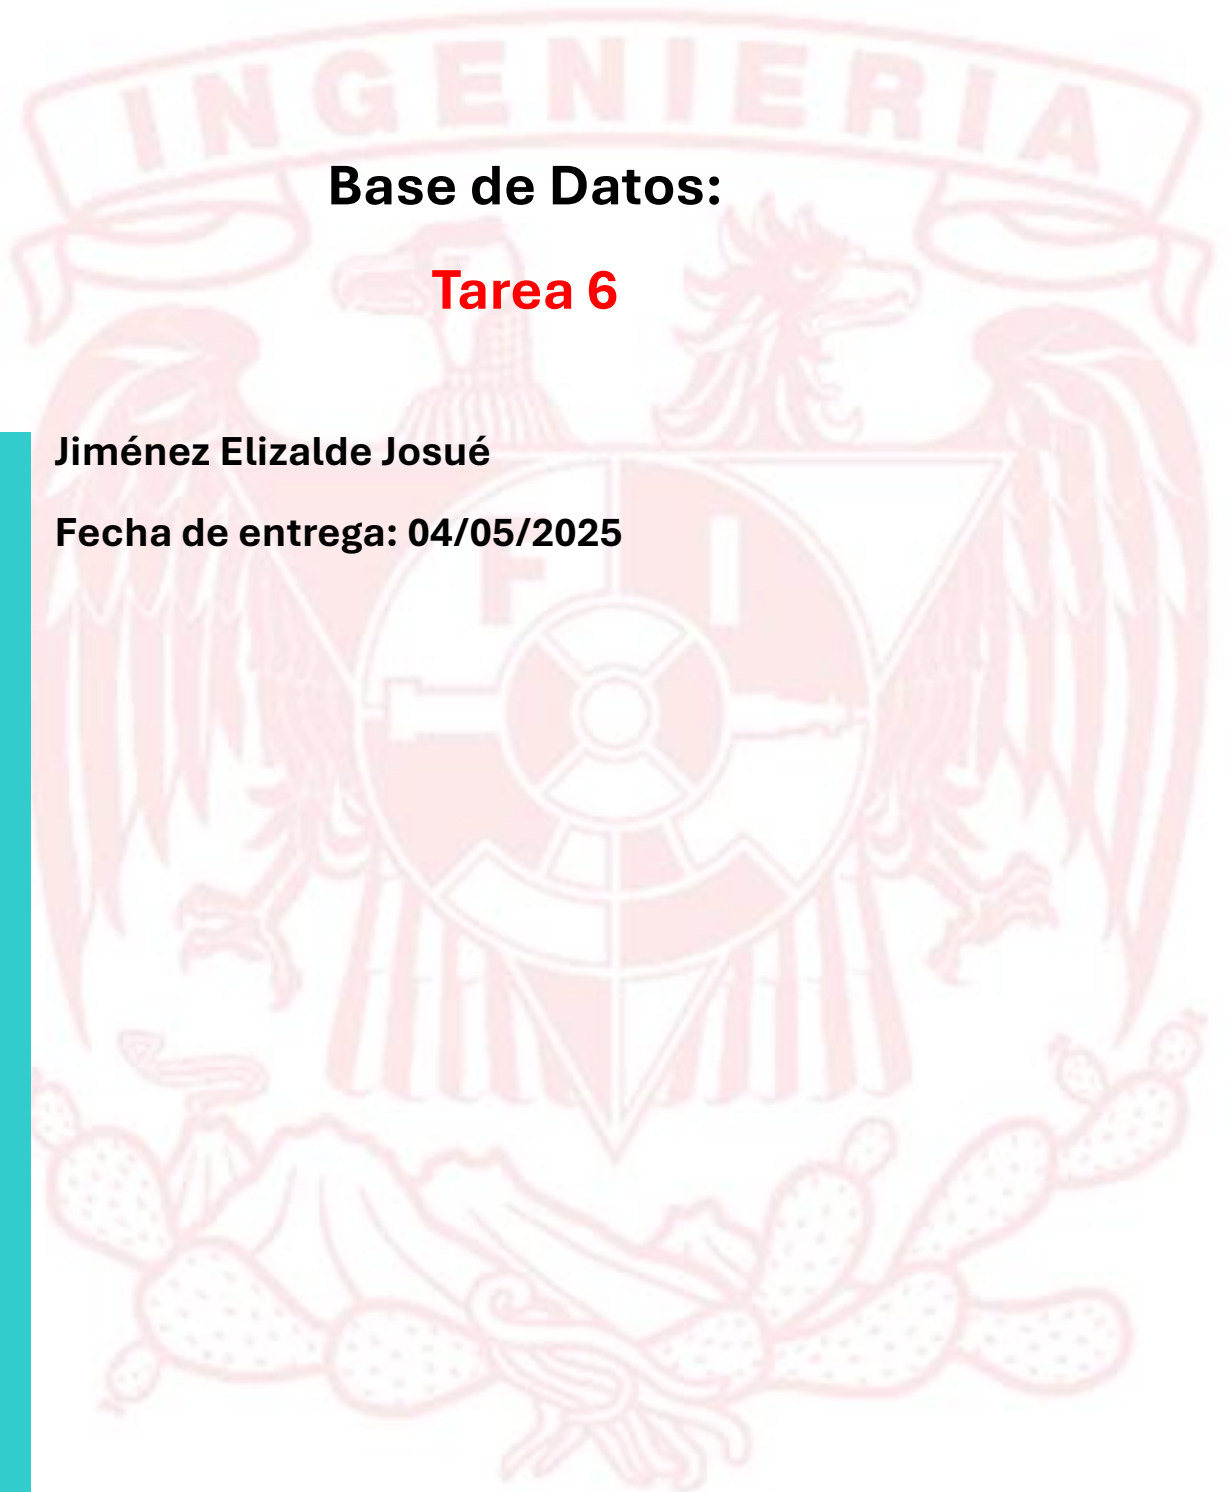 INGENIERIA
Base de Datos:
Tarea 6
Jiménez Elizalde Josué
Fecha de entrega: 04/05/2025
F I